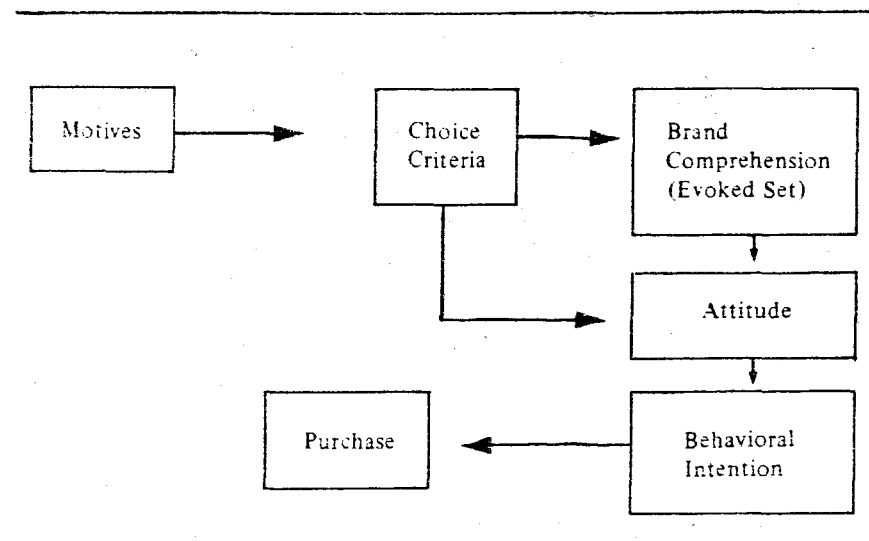 Motives
Choice
Criteria
Brand
Comprehension
(Evoked Set)
Attitude
Purchase
Behavioral
Intention